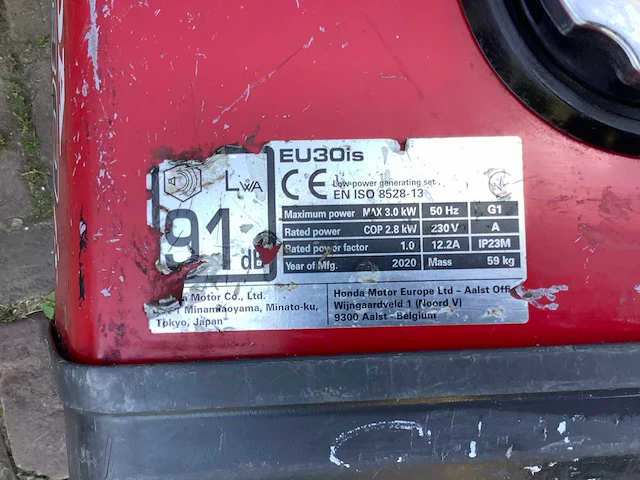 EU30is
LWA
CE
Low power generating set
EN ISO 8528-13
91 dB
Maximum power MAX 3.0 kW 50 Hz G1
Rated power COP 2.8 kW 230V A
Rated power factor 1.0 12.2A IP23M
Year of Mfg. 2020 Mass 59 kg
Motor Co., Ltd.
Minamiaoyama, Minato-ku,
Tokyo, Japan
Honda Motor Europe Ltd - Aalst
Wijngaardveld 1 (Noord V)
9300 Aalst - Belgium